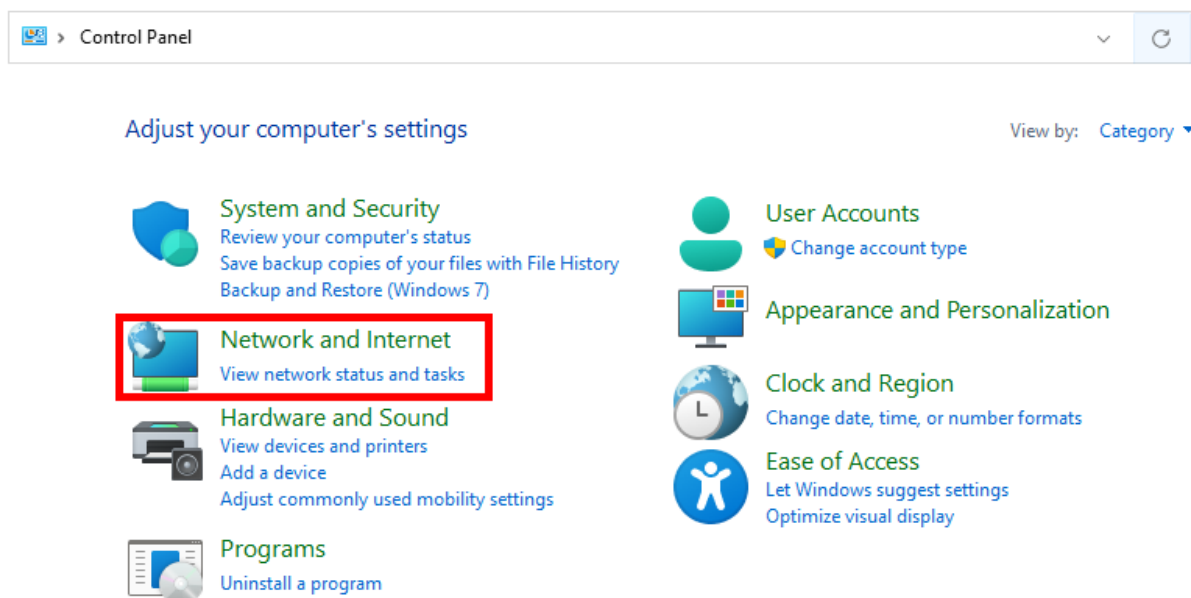 Control Panel
Adjust your computer's settings
View by: Category
System and Security
Review your computer's status
Save backup copies of your files with File History
Backup and Restore (Windows 7)
Network and Internet
View network status and tasks
Hardware and Sound
View devices and printers
Add a device
Adjust commonly used mobility settings
Programs
Uninstall a program
User Accounts
Change account type
Appearance and Personalization
Clock and Region
Change date, time, or number formats
Ease of Access
Let Windows suggest settings
Optimize visual display